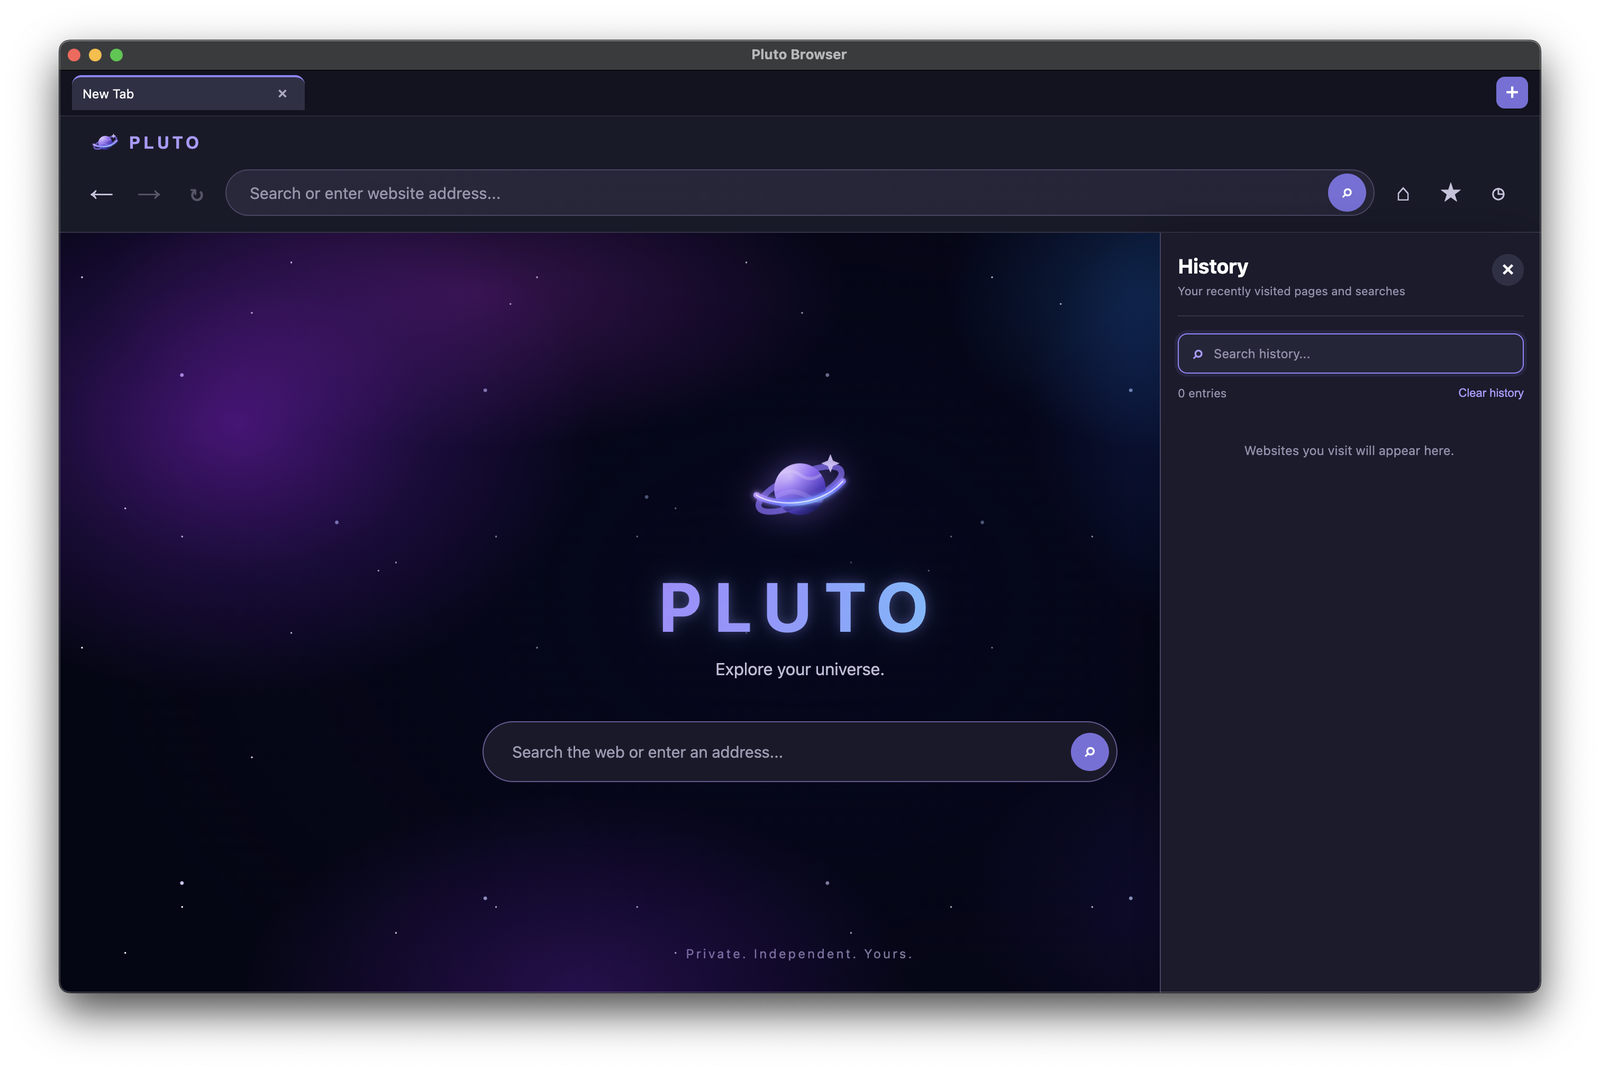 Pluto Browser
New Tab
PLUTO
Search or enter website address...
History
Your recently visited pages and searches
Search history...
0 entries
Clear history
Websites you visit will appear here.
PLUTO
Explore your universe.
Search the web or enter an address...
Private. Independent. Yours.